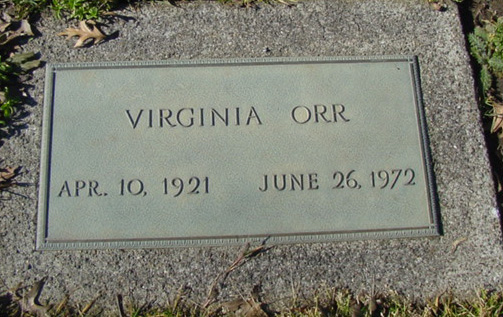 VIRGINIA ORR
APR. 10, 1921 JUNE 26, 1972